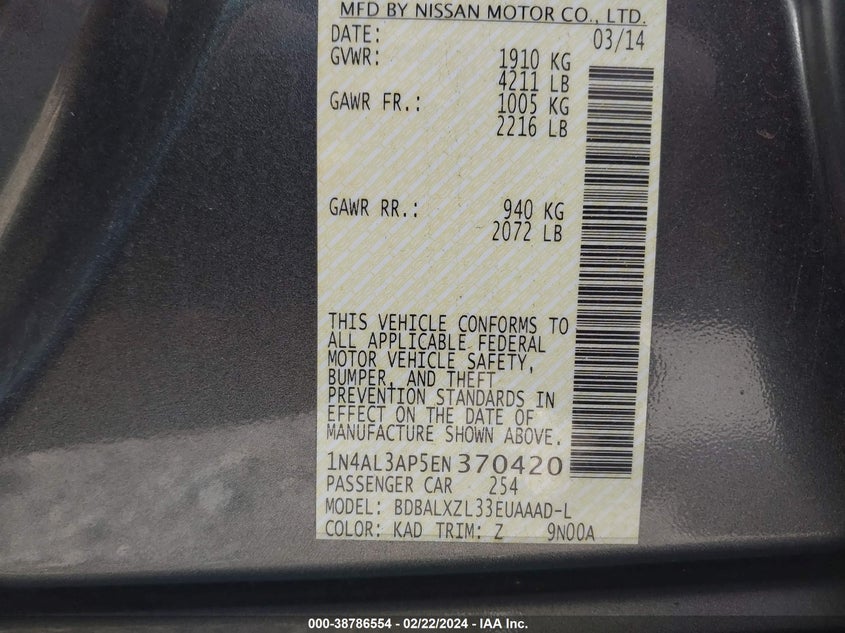 MFD BY NISSAN MOTOR CO., LTD.
DATE: 03/14
GVWR: 1910 KG
4211 LB
GAWR FR.: 1005 KG
2216 LB
GAWR RR.: 940 KG
2072 LB
THIS VEHICLE CONFORMS TO
ALL APPLICABLE FEDERAL
MOTOR VEHICLE SAFETY,
BUMPER, AND THEFT
PREVENTION STANDARDS IN
EFFECT ON THE DATE OF
MANUFACTURE SHOWN ABOVE.
1N4AL3AP5EN 370420
PASSENGER CAR 254
MODEL: BDBALXZL33EUAAAD-L
COLOR: KAD TRIM: Z 9N00A
000-38786554 - 02/22/2024 - IAA Inc.